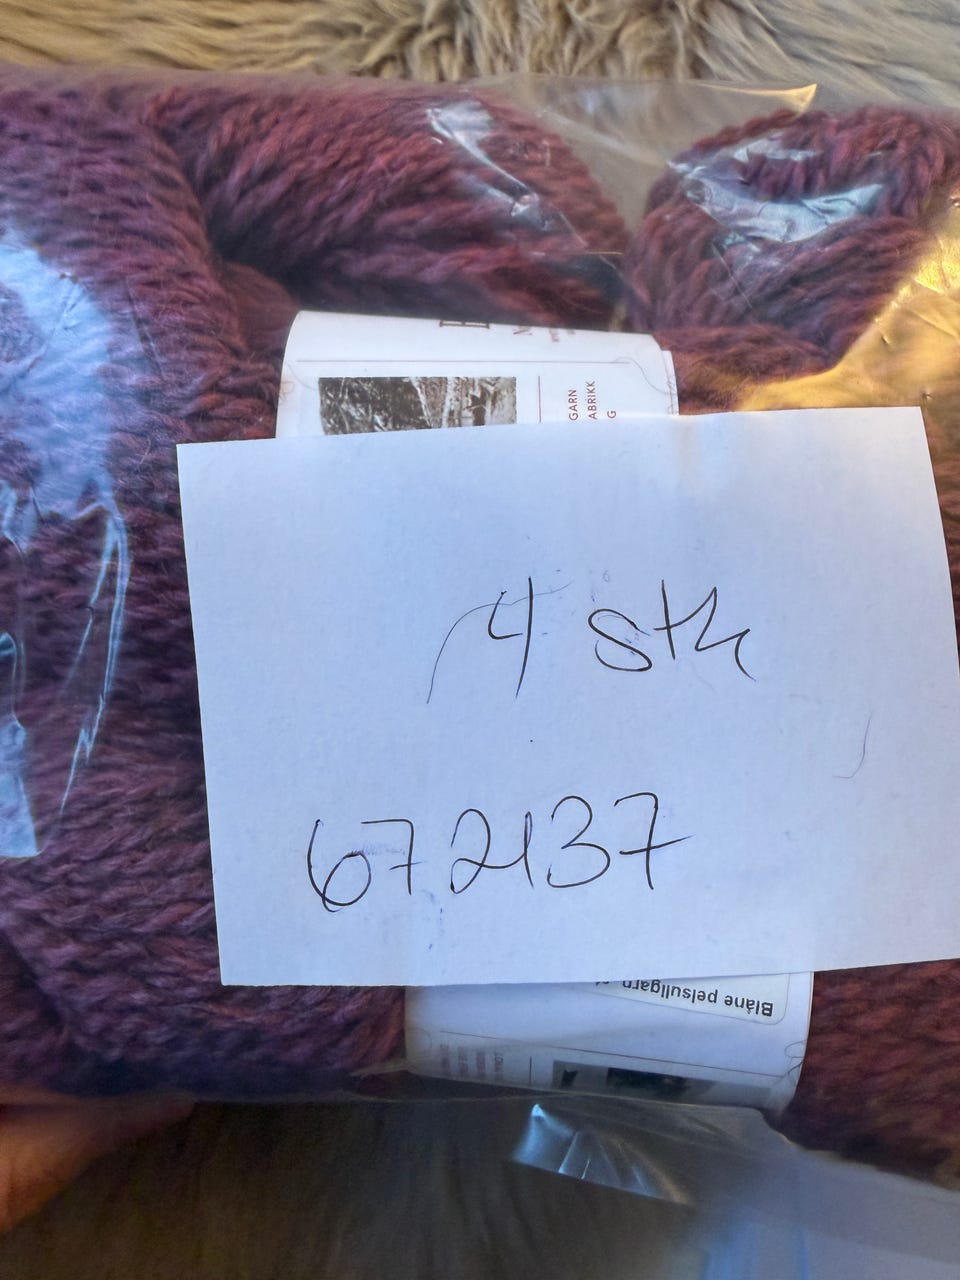 GARN
ABRIKK
G
4 stk
672137
Blåne pelsullgarn